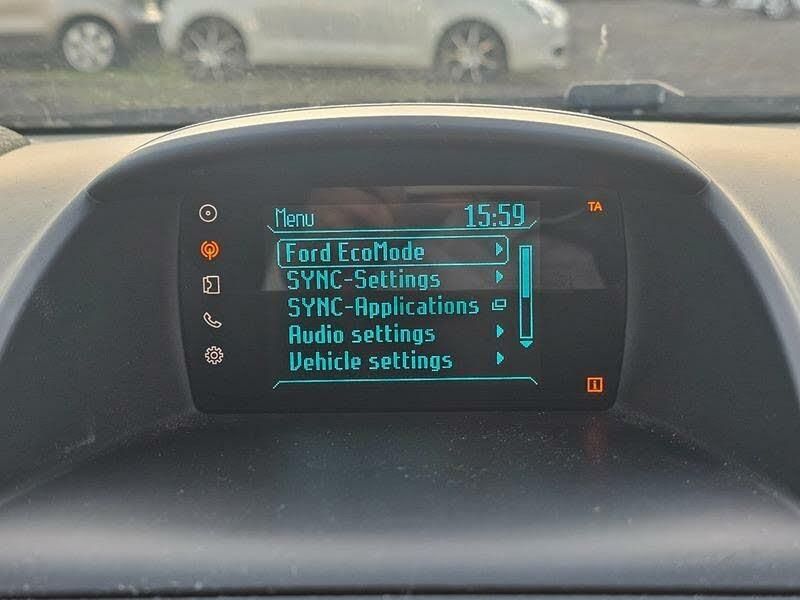 Menu 15:59 TA
Ford EcoMode
SYNC-Settings
SYNC-Applications
Audio settings
Vehicle settings
i